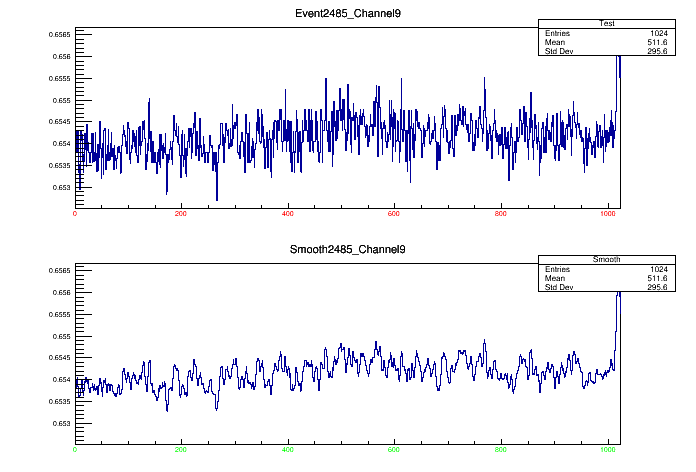 Event2485_Channel9
Test
Entries 1024
Mean 511.6
Std Dev 295.6
0.6565
0.656
0.6555
0.655
0.6545
0.654
0.6535
0.653
0 200 400 600 800 1000
Smooth2485_Channel9
Smooth
Entries 1024
Mean 511.6
Std Dev 295.6
0.6565
0.656
0.6555
0.655
0.6545
0.654
0.6535
0.653
0 200 400 600 800 1000